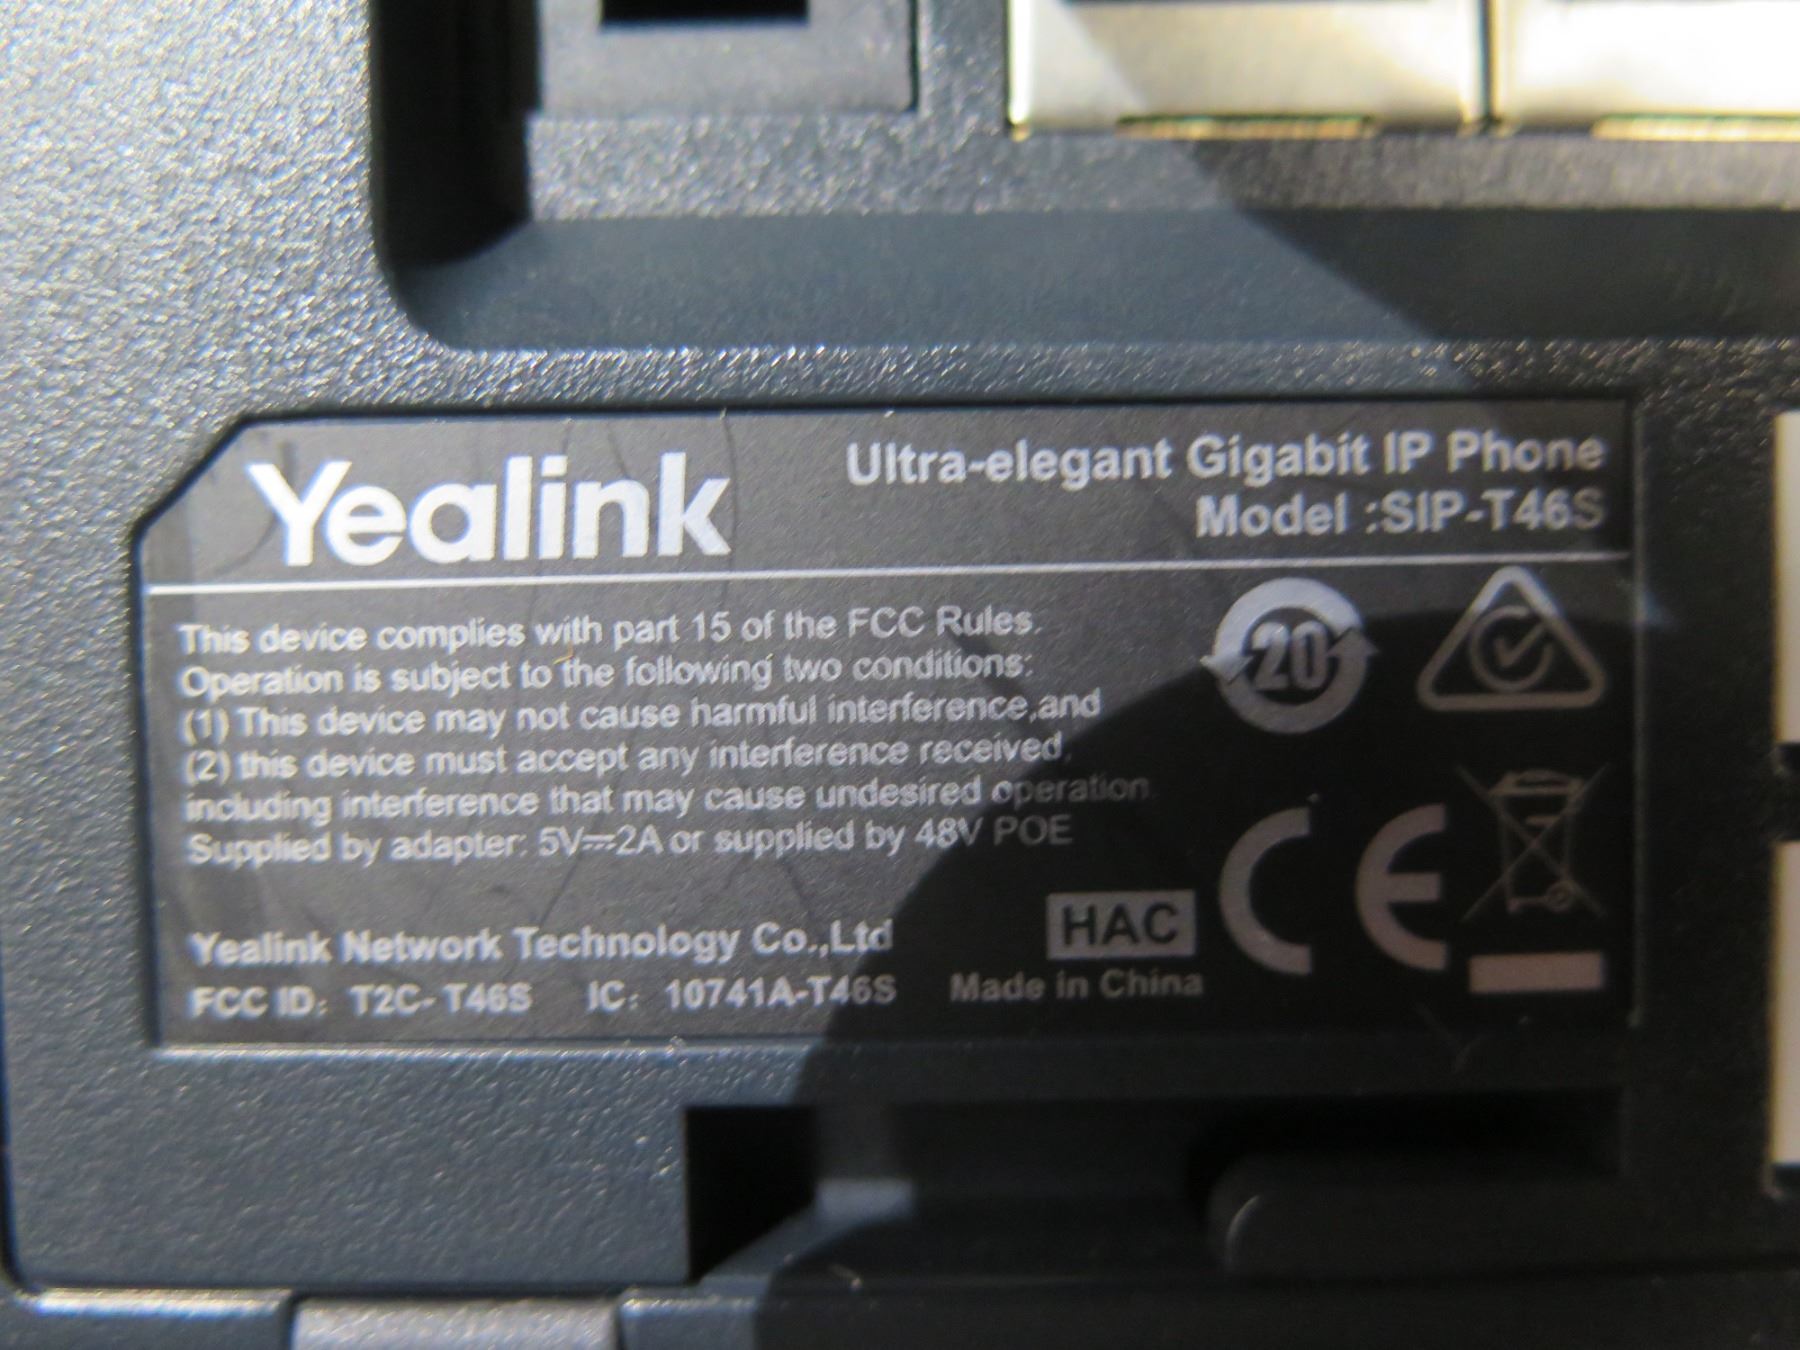 Yealink
Ultra-elegant Gigabit IP Phone
Model :SIP-T46S
This device complies with part 15 of the FCC Rules.
Operation is subject to the following two conditions:
(1) This device may not cause harmful interference,and
(2) this device must accept any interference received,
including interference that may cause undesired operation.
Supplied by adapter: 5V⎓2A or supplied by 48V POE
20
CE
HAC
Yealink Network Technology Co.,Ltd
FCC ID: T2C- T46S IC: 10741A-T46S Made in China